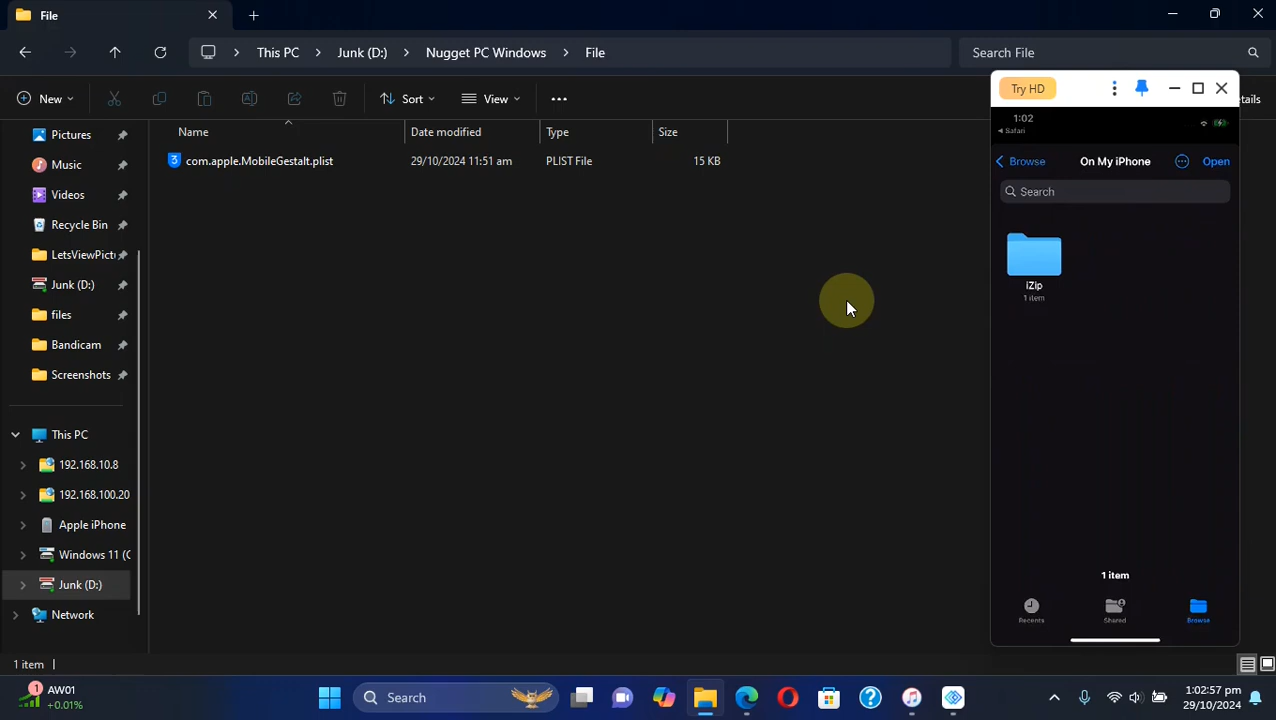 File
This PC > Junk (D:) > Nugget PC Windows > File
Search File
New
Sort
View
etails
Name
Date modified
Type
Size
com.apple.MobileGestalt.plist
29/10/2024 11:51 am
PLIST File
15 KB
Pictures
Music
Videos
Recycle Bin
LetsViewPictu
Junk (D:)
files
Bandicam
Screenshots
This PC
192.168.10.8
192.168.100.20
Apple iPhone
Windows 11 (C
Junk (D:)
Network
1 item
Try HD
1:02
Safari
Browse
On My iPhone
Open
Search
iZip
1 item
1 item
Recents
Shared
Browse
1
AW01
+0.01%
Search
1:02:57 pm
29/10/2024